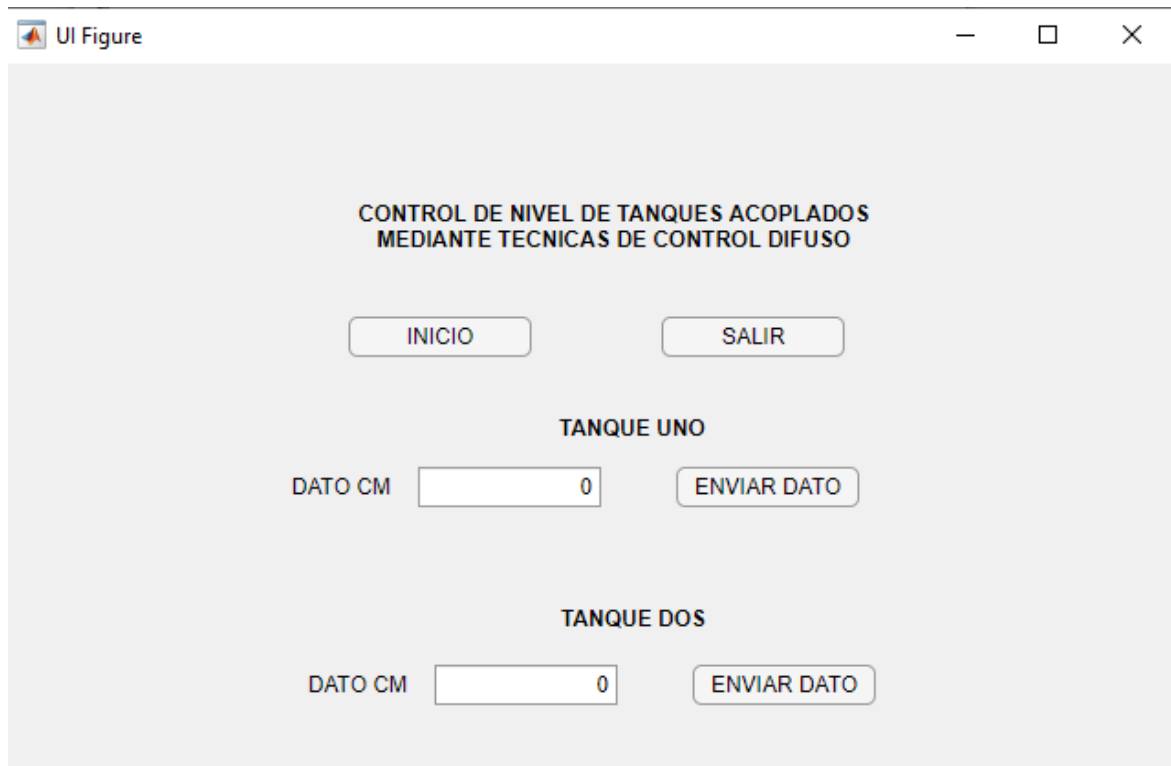 UI Figure
CONTROL DE NIVEL DE TANQUES ACOPLADOS
MEDIANTE TECNICAS DE CONTROL DIFUSO
INICIO SALIR
TANQUE UNO
DATO CM 0 ENVIAR DATO
TANQUE DOS
DATO CM 0 ENVIAR DATO